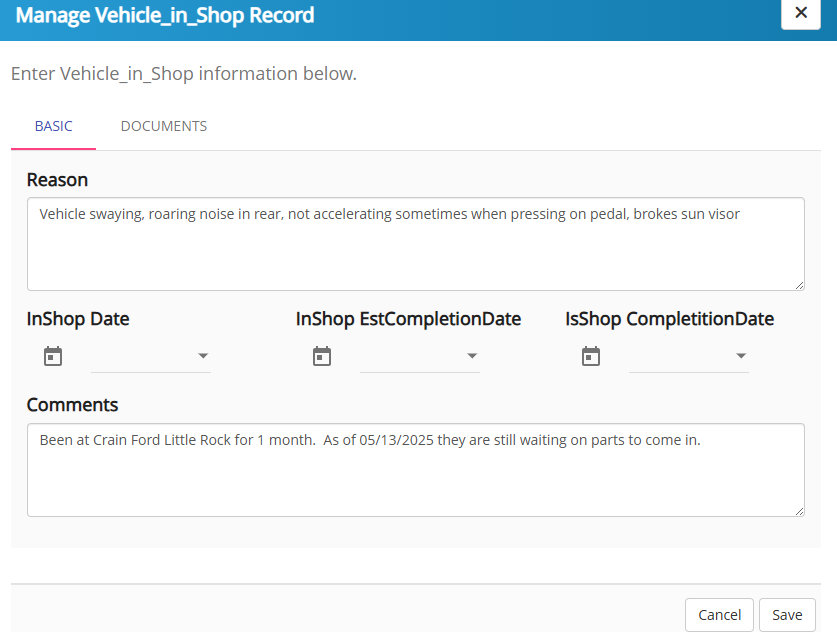 Manage Vehicle_in_Shop Record
Enter Vehicle_in_Shop information below.
BASIC DOCUMENTS
Reason
Vehicle swaying, roaring noise in rear, not accelerating sometimes when pressing on pedal, brokes sun visor
InShop Date InShop EstCompletionDate IsShop CompletitionDate
Comments
Been at Crain Ford Little Rock for 1 month.  As of 05/13/2025 they are still waiting on parts to come in.
Cancel Save